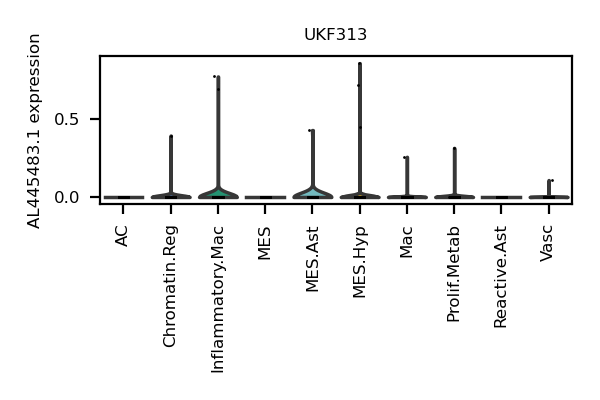 UKF313
AL445483.1 expression
0.5
0.0
AC
Chromatin.Reg
Inflammatory.Mac
MES
MES.Ast
MES.Hyp
Mac
Prolif.Metab
Reactive.Ast
Vasc